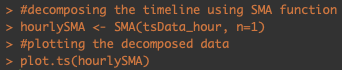 > #decomposing the timeline using SMA function
> hourlySMA <- SMA(tsData_hour, n=1)
> #plotting the decomposed data
> plot.ts(hourlySMA)